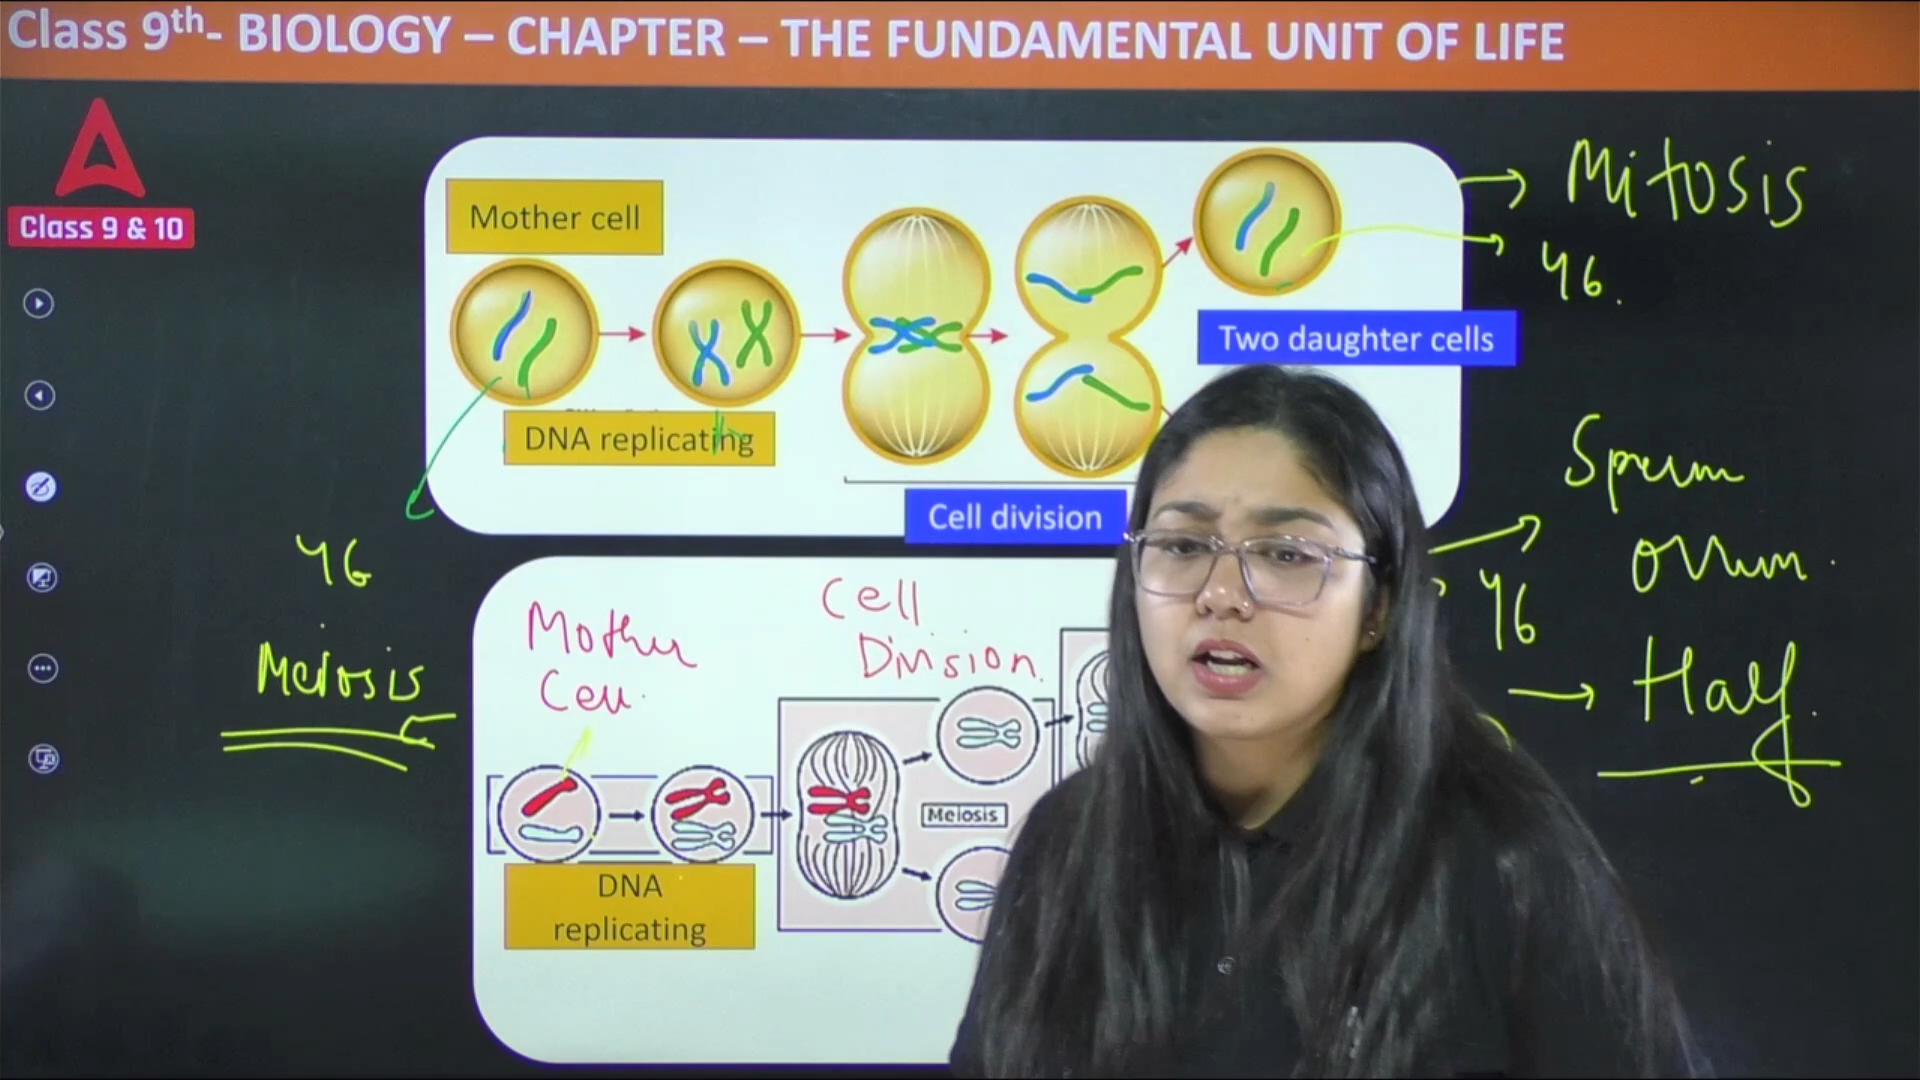 Class 9th- BIOLOGY – CHAPTER – THE FUNDAMENTAL UNIT OF LIFE
Class 9 & 10
Mother cell
DNA replicating
Cell division
Two daughter cells
Mitosis
46.
46
Sperm
ovum.
46
Half
Meiosis
Mother
Cell
Cell
Division
Meiosis
DNA
replicating